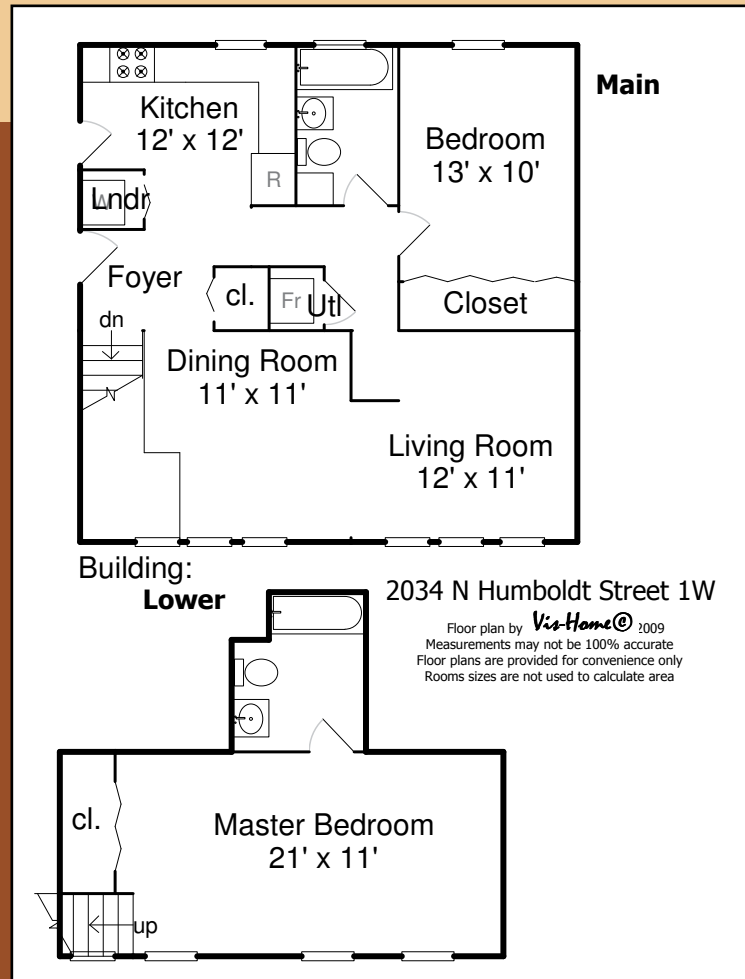 Main
Kitchen
12' x 12'
R
Bedroom
13' x 10'
Lndr
Foyer
cl.
Fr
Utl
Closet
dn
Dining Room
11' x 11'
Living Room
12' x 11'
Building:
Lower
2034 N Humboldt Street 1W
Floor plan by Vis-Home© 2009
Measurements may not be 100% accurate
Floor plans are provided for convenience only
Rooms sizes are not used to calculate area
cl.
Master Bedroom
21' x 11'
up